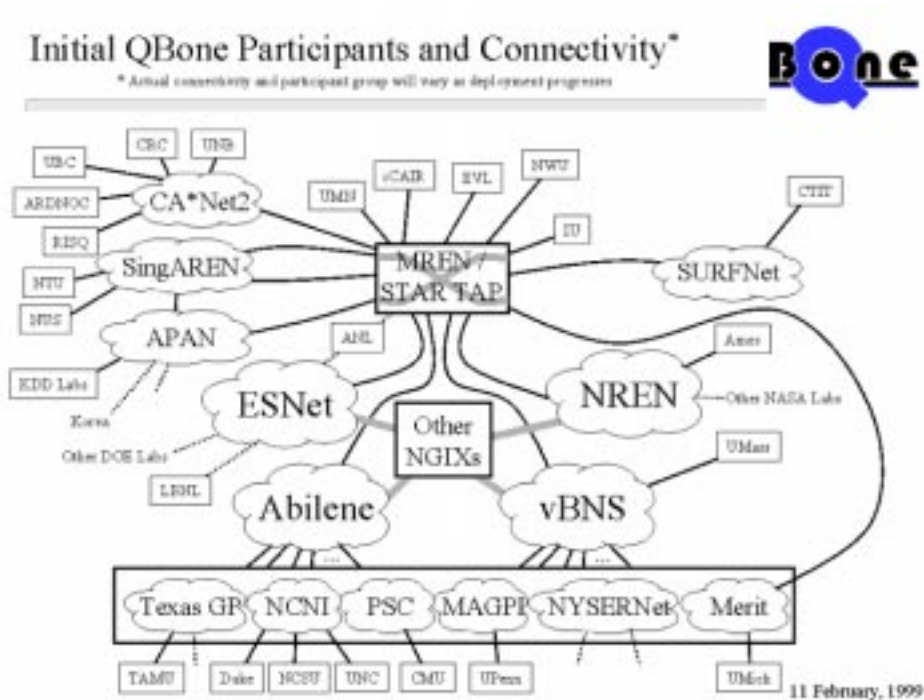 Initial QBone Participants and Connectivity*
* Actual connectivity and participant group will vary as deployment progresses
QBone
CRC
UNB
UBC
ARDNOC
CA*Net2
RISQ
UMN
iCAIR
EVL
NWU
IU
CTIT
SingAREN
NTU
NUS
MREN /
STAR TAP
SURFNet
APAN
KDD Labs
Korea
ANL
Ames
ESNet
NREN
Other NASA Labs
Other
NGIXs
Other DOE Labs
LBNL
UMass
Abilene
vBNS
...
...
Texas GP
NCNI
PSC
MAGPI
NYSERNet
Merit
TAMU
Duke
NCSU
UNC
CMU
UPenn
UMich
11 February, 1999